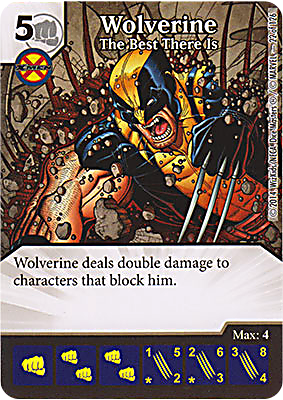 5
Wolverine
The Best There Is
X-MEN
Wolverine deals double damage to
characters that block him.
Max: 4
1 5 2 6 3 8
* 2 * 3 4